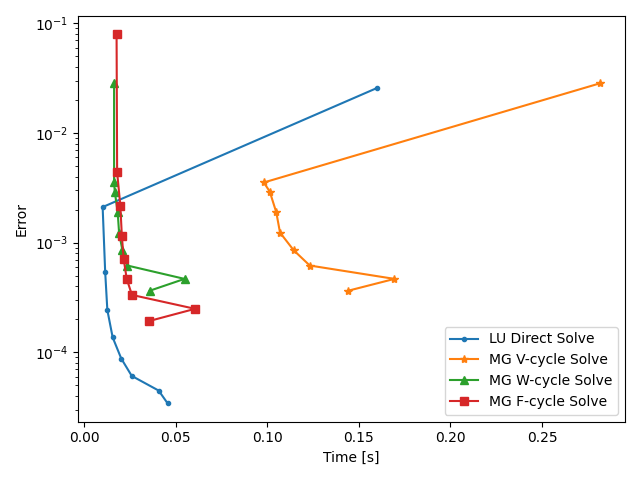 10⁻¹
10⁻²
10⁻³
10⁻⁴
Error
0.00
0.05
0.10
0.15
0.20
0.25
Time [s]
LU Direct Solve
MG V-cycle Solve
MG W-cycle Solve
MG F-cycle Solve